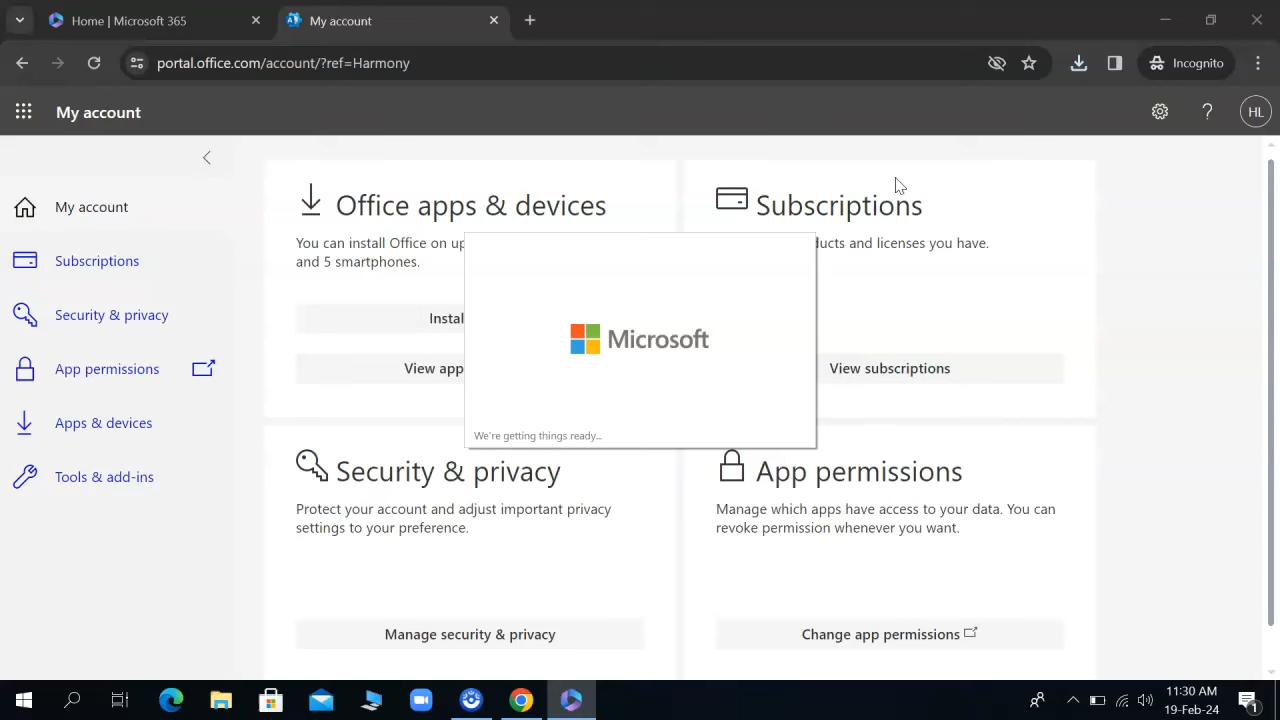 Home | Microsoft 365
My account
portal.office.com/account/?ref=Harmony
Incognito
My account
HL
My account
Subscriptions
Security & privacy
App permissions
Apps & devices
Tools & add-ins
Office apps & devices
You can install Office on up
and 5 smartphones.
Instal
View app
Subscriptions
ducts and licenses you have.
View subscriptions
Microsoft
We're getting things ready...
Security & privacy
Protect your account and adjust important privacy
settings to your preference.
Manage security & privacy
App permissions
Manage which apps have access to your data. You can
revoke permission whenever you want.
Change app permissions
11:30 AM
19-Feb-24
1